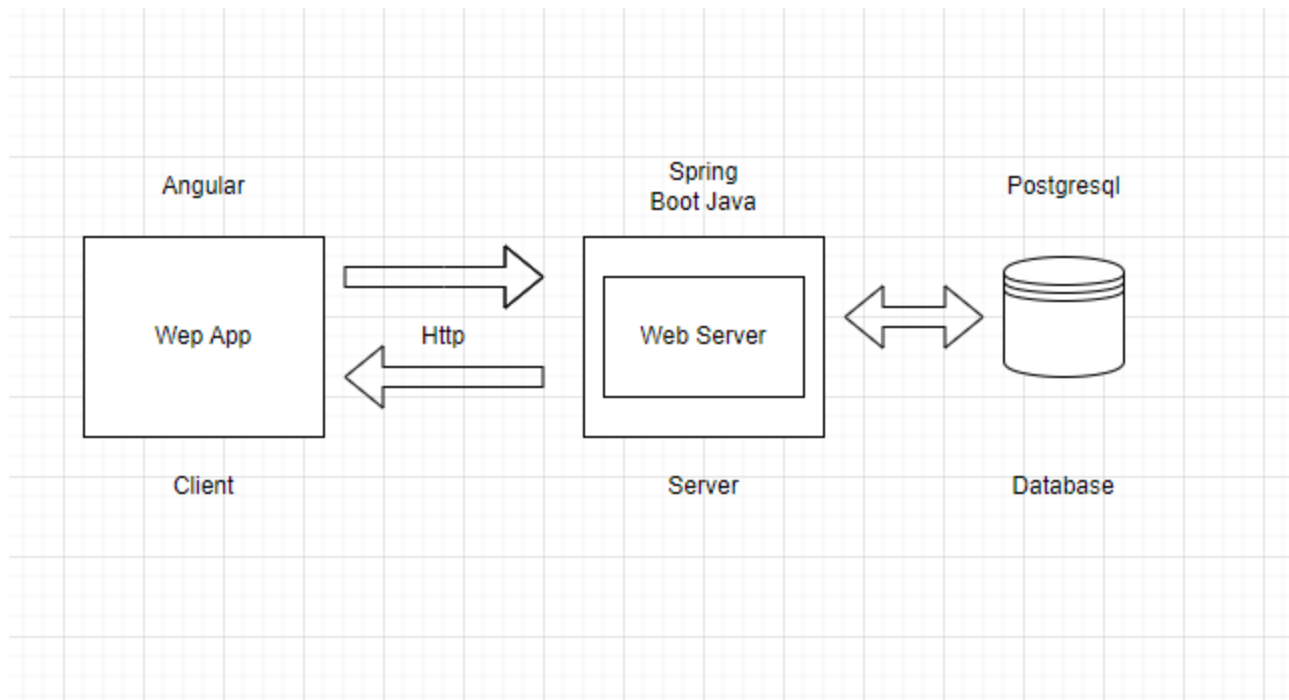 Angular
Spring
Boot Java
Postgresql
Wep App
Http
Web Server
Client
Server
Database